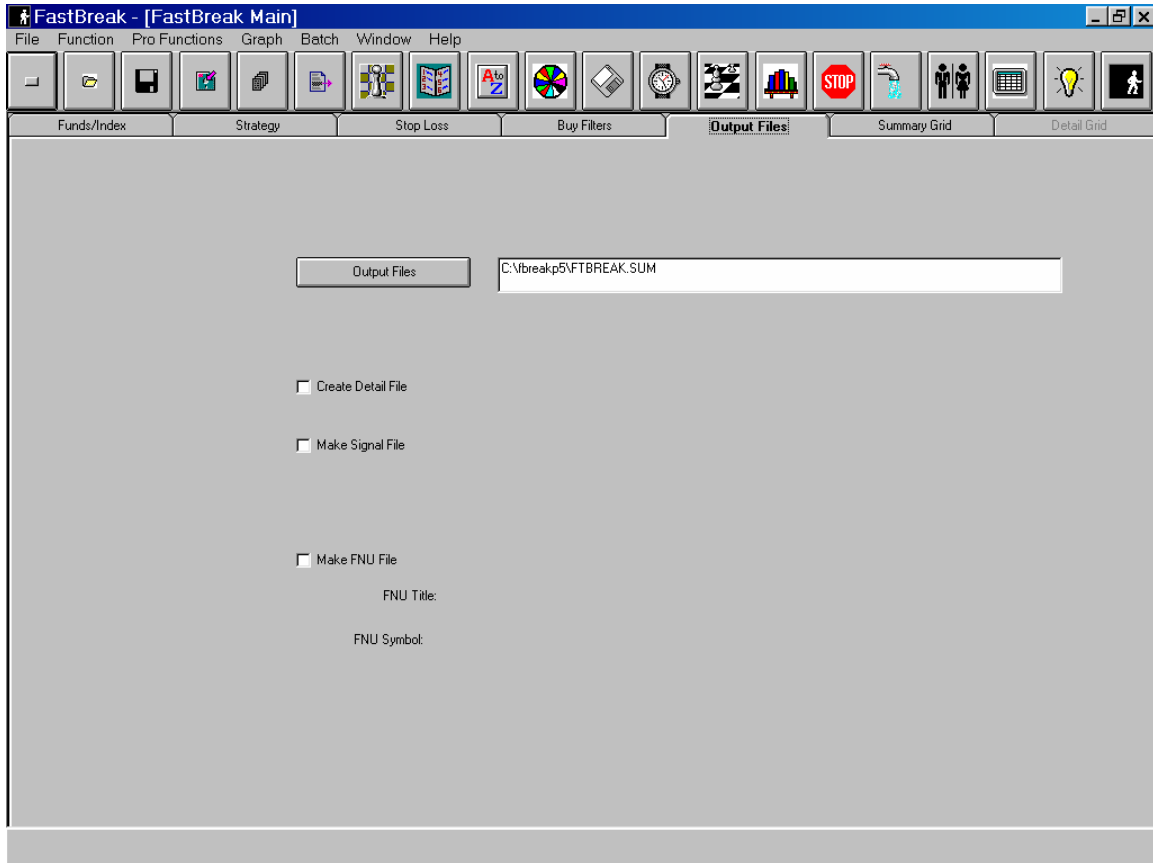 FastBreak - [FastBreak Main]
File Function Pro Functions Graph Batch Window Help
A to Z
STOP
Funds/Index Strategy Stop Loss Buy Filters Output Files Summary Grid Detail Grid
Output Files C:\fbreakp5\FTBREAK.SUM
Create Detail File
Make Signal File
Make FNU File
FNU Title:
FNU Symbol: